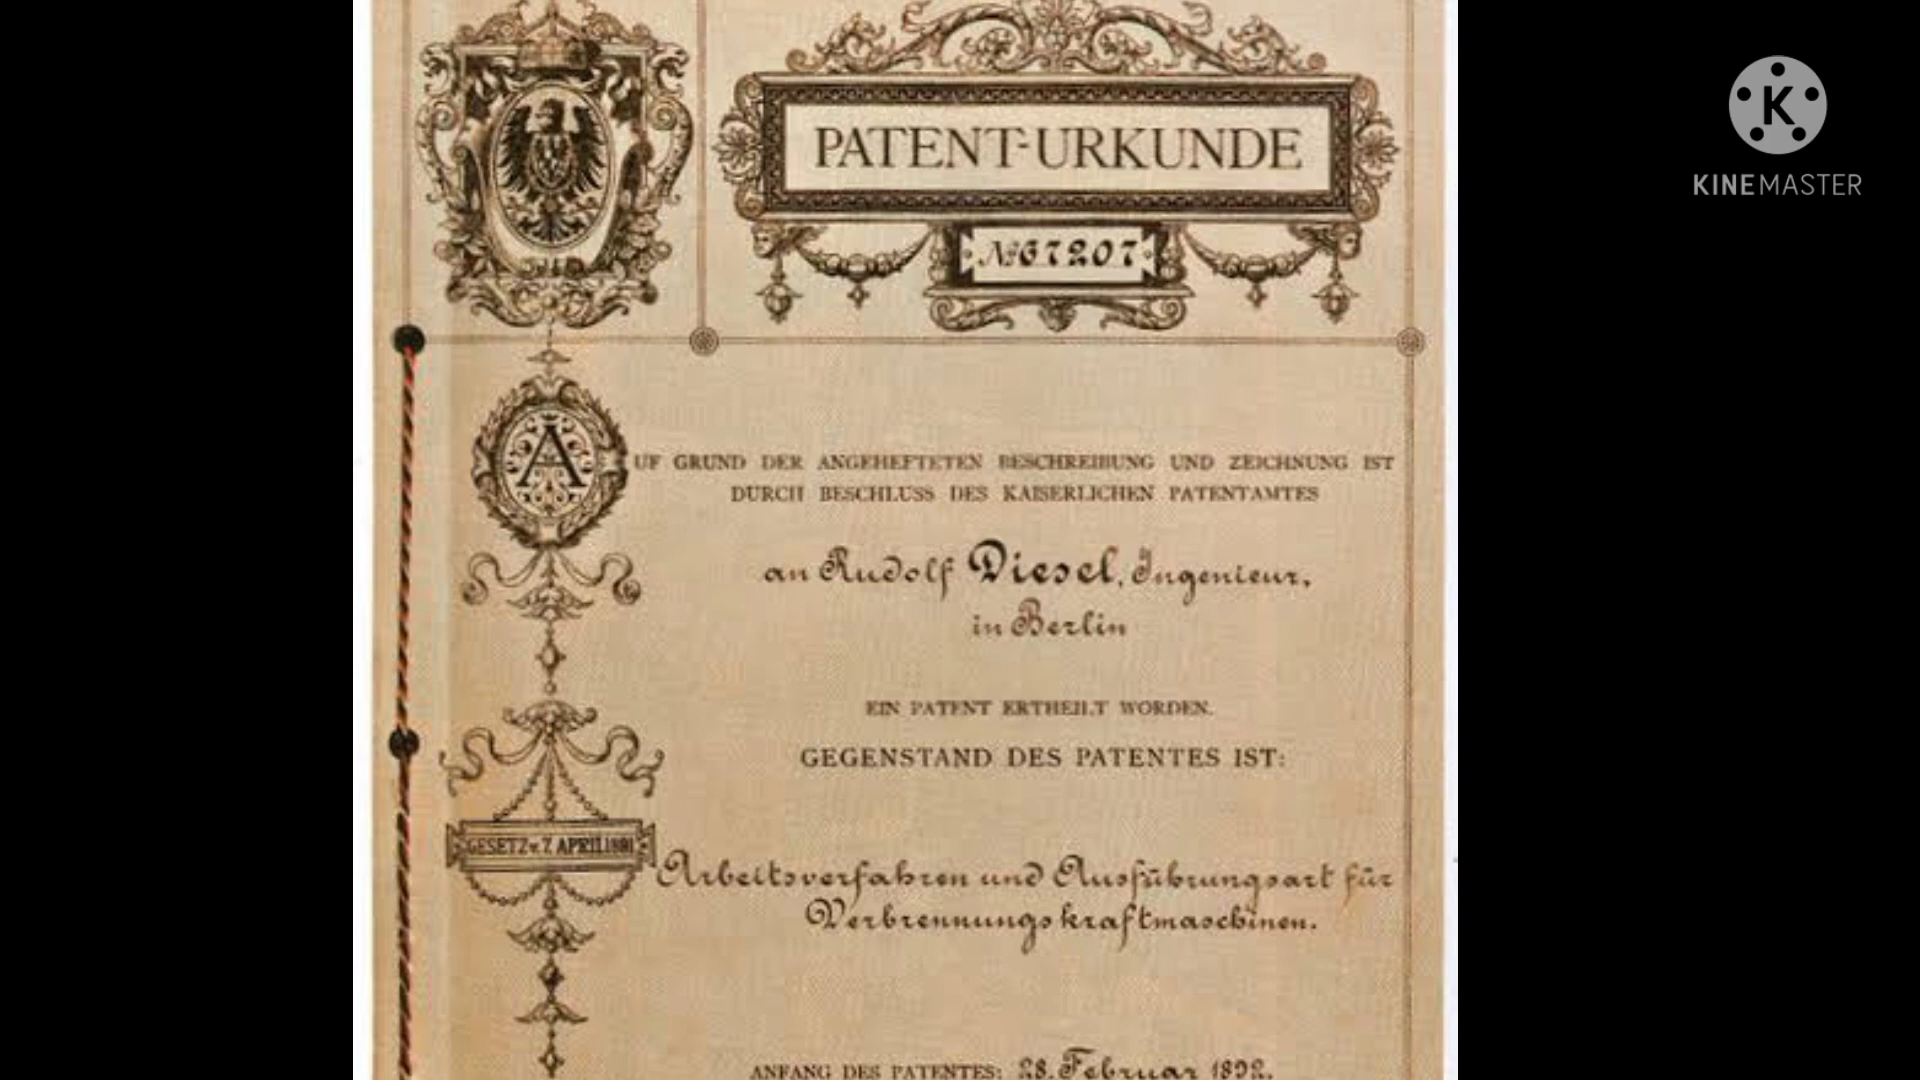 PATENT-URKUNDE
№ 67207
AUF GRUND DER ANGEHEFTETEN BESCHREIBUNG UND ZEICHNUNG IST
DURCH BESCHLUSS DES KAISERLICHEN PATENTAMTES
an Rudolf Diesel, Ingenieur,
in Berlin
EIN PATENT ERTHEILT WORDEN.
GEGENSTAND DES PATENTES IST:
GESETZ v. 7. APRIL 1891
Arbeitsverfahren und Ausführungsart für
Verbrennungskraftmaschinen.
ANFANG DES PATENTES: 28. Februar 1892.
K
KINEMASTER